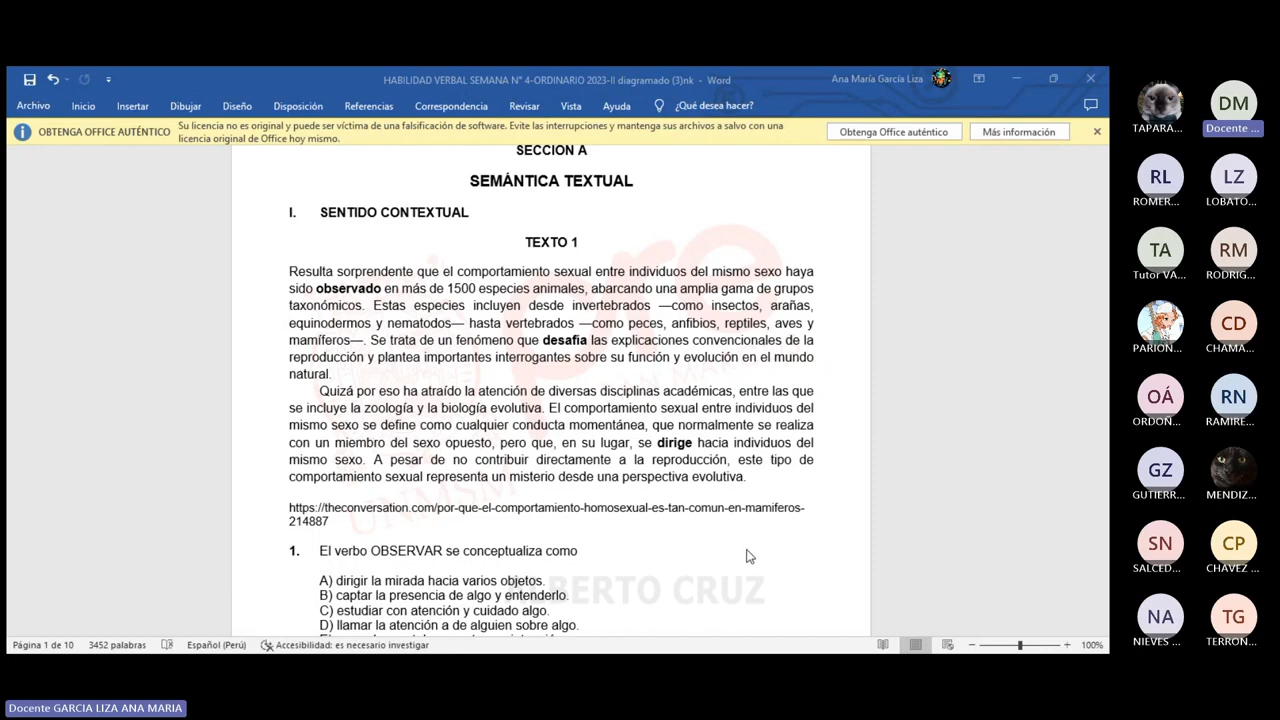 HABILIDAD VERBAL SEMANA N° 4-ORDINARIO 2023-II diagramado (3)nk - Word
Ana María García Liza
Archivo Inicio Insertar Dibujar Diseño Disposición Referencias Correspondencia Revisar Vista Ayuda ¿Qué desea hacer?
OBTENGA OFFICE AUTÉNTICO Su licencia no es original y puede ser víctima de una falsificación de software. Evite las interrupciones y mantenga sus archivos a salvo con una
licencia original de Office hoy mismo.
Obtenga Office auténtico Más información
SECCION A
SEMÁNTICA TEXTUAL
I. SENTIDO CONTEXTUAL
TEXTO 1
Resulta sorprendente que el comportamiento sexual entre individuos del mismo sexo haya
sido observado en más de 1500 especies animales, abarcando una amplia gama de grupos
taxonómicos. Estas especies incluyen desde invertebrados —como insectos, arañas,
equinodermos y nematodos— hasta vertebrados —como peces, anfibios, reptiles, aves y
mamíferos—. Se trata de un fenómeno que desafía las explicaciones convencionales de la
reproducción y plantea importantes interrogantes sobre su función y evolución en el mundo
natural.
Quizá por eso ha atraído la atención de diversas disciplinas académicas, entre las que
se incluye la zoología y la biología evolutiva. El comportamiento sexual entre individuos del
mismo sexo se define como cualquier conducta momentánea, que normalmente se realiza
con un miembro del sexo opuesto, pero que, en su lugar, se dirige hacia individuos del
mismo sexo. A pesar de no contribuir directamente a la reproducción, este tipo de
comportamiento sexual representa un misterio desde una perspectiva evolutiva.
https://theconversation.com/por-que-el-comportamiento-homosexual-es-tan-comun-en-mamiferos-
214887
1. El verbo OBSERVAR se conceptualiza como
A) dirigir la mirada hacia varios objetos.
B) captar la presencia de algo y entenderlo.
C) estudiar con atención y cuidado algo.
D) llamar la atención a de alguien sobre algo.
pre
UNMSM
BERTO CRUZ
Página 1 de 10 3452 palabras Español (Perú) Accesibilidad: es necesario investigar 100%
Docente GARCIA LIZA ANA MARIA
DM
TAPARA... Docente ...
RL LZ
ROMER... LOBATO...
TA RM
Tutor VA... RODRIG...
CD
PARION... CHAMA...
OÁ RN
ORDOÑ... RAMIRE...
GZ
GUTIERR... MENDIZ...
SN CP
SALCED... CHAVEZ ...
NA TG
NIEVES ... TERRON...